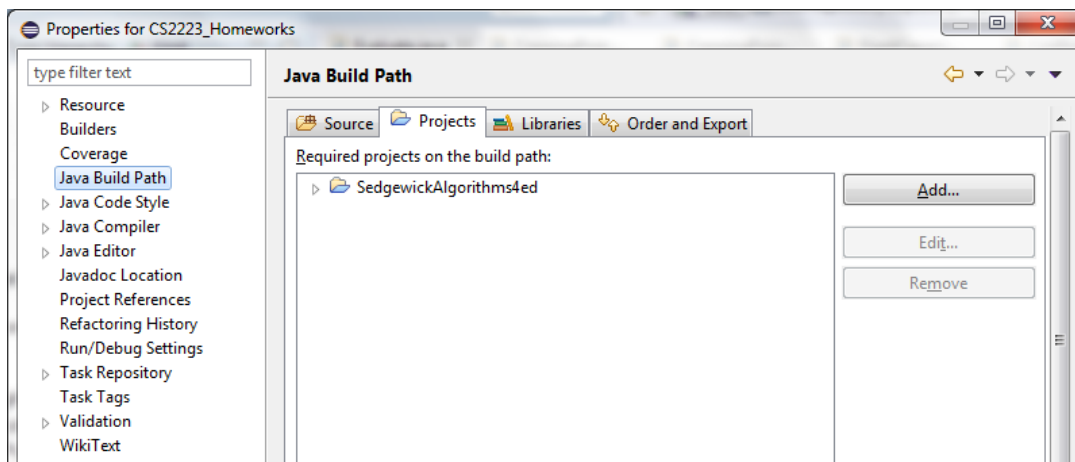 Properties for CS2223_Homeworks
type filter text
Resource
Builders
Coverage
Java Build Path
Java Code Style
Java Compiler
Java Editor
Javadoc Location
Project References
Refactoring History
Run/Debug Settings
Task Repository
Task Tags
Validation
WikiText
Java Build Path
Source Projects Libraries Order and Export
Required projects on the build path:
SedgewickAlgorithms4ed
Add...
Edit...
Remove